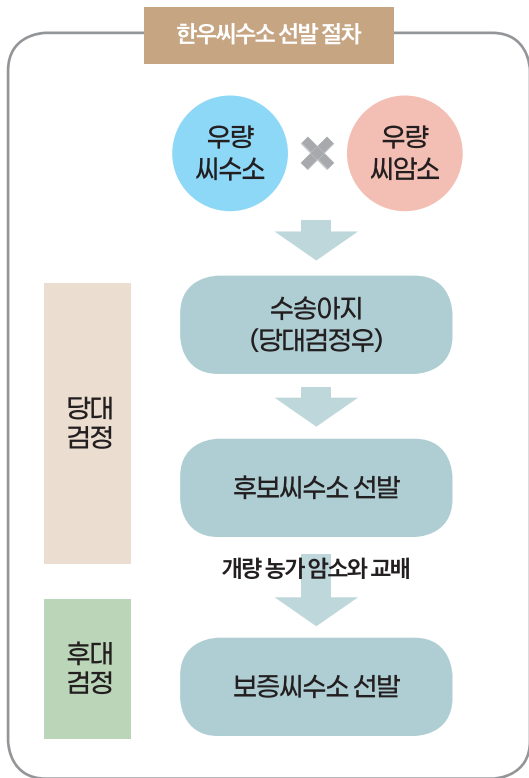 한우씨수소 선발 절차
우량
씨수소
우량
씨암소
수송아지
(당대검정우)
당대
검정
후보씨수소 선발
개량 농가 암소와 교배
후대
검정
보증씨수소 선발